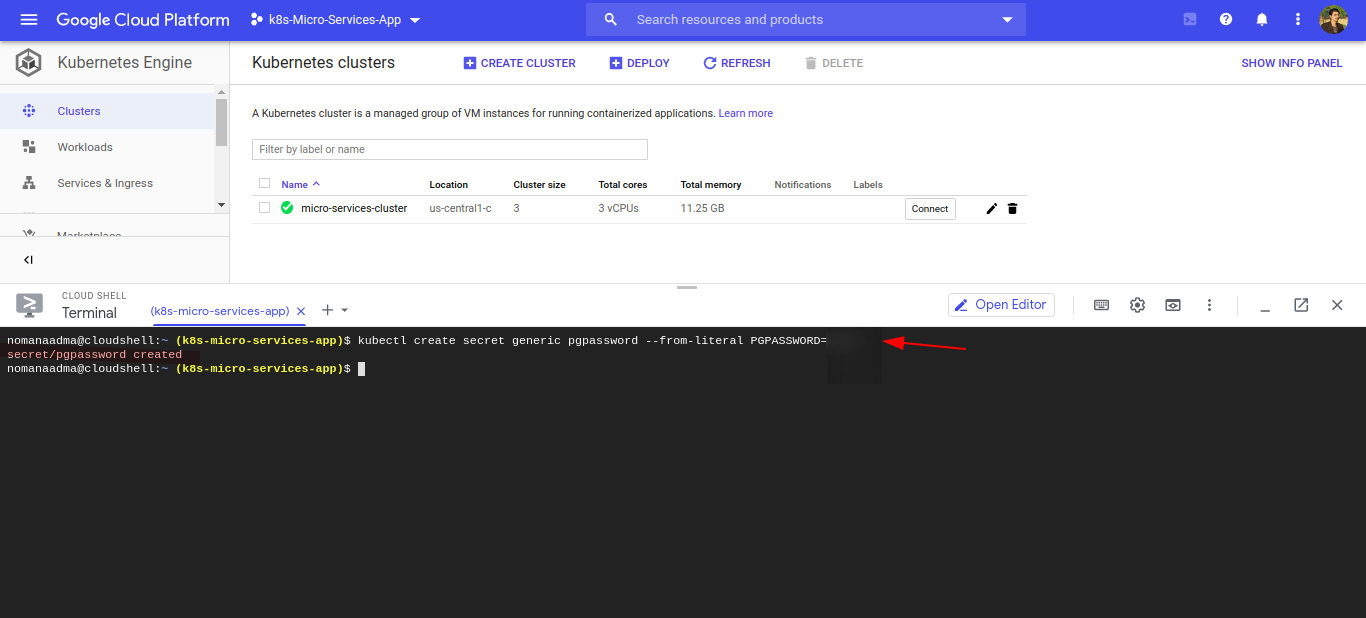 Google Cloud Platform k8s-Micro-Services-App Search resources and products
Kubernetes Engine
Kubernetes clusters CREATE CLUSTER DEPLOY REFRESH DELETE SHOW INFO PANEL
Clusters
Workloads
Services & Ingress
Marketplace
A Kubernetes cluster is a managed group of VM instances for running containerized applications. Learn more
Filter by label or name
Name Location Cluster size Total cores Total memory Notifications Labels
micro-services-cluster us-central1-c 3 3 vCPUs 11.25 GB Connect
CLOUD SHELL
Terminal (k8s-micro-services-app) Open Editor
nomanaadma@cloudshell:~ (k8s-micro-services-app)$ kubectl create secret generic pgpassword --from-literal PGPASSWORD=
secret/pgpassword created
nomanaadma@cloudshell:~ (k8s-micro-services-app)$